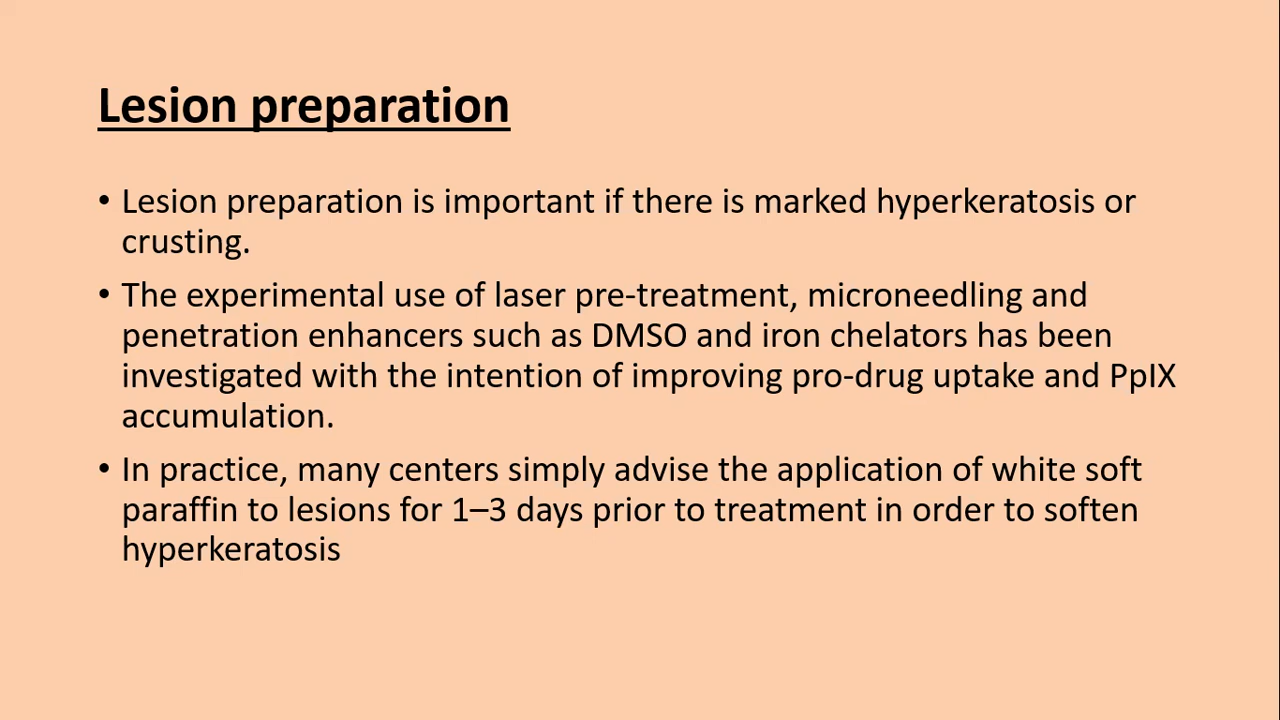 Lesion preparation
• Lesion preparation is important if there is marked hyperkeratosis or
crusting.
• The experimental use of laser pre-treatment, microneedling and
penetration enhancers such as DMSO and iron chelators has been
investigated with the intention of improving pro-drug uptake and PpIX
accumulation.
• In practice, many centers simply advise the application of white soft
paraffin to lesions for 1–3 days prior to treatment in order to soften
hyperkeratosis